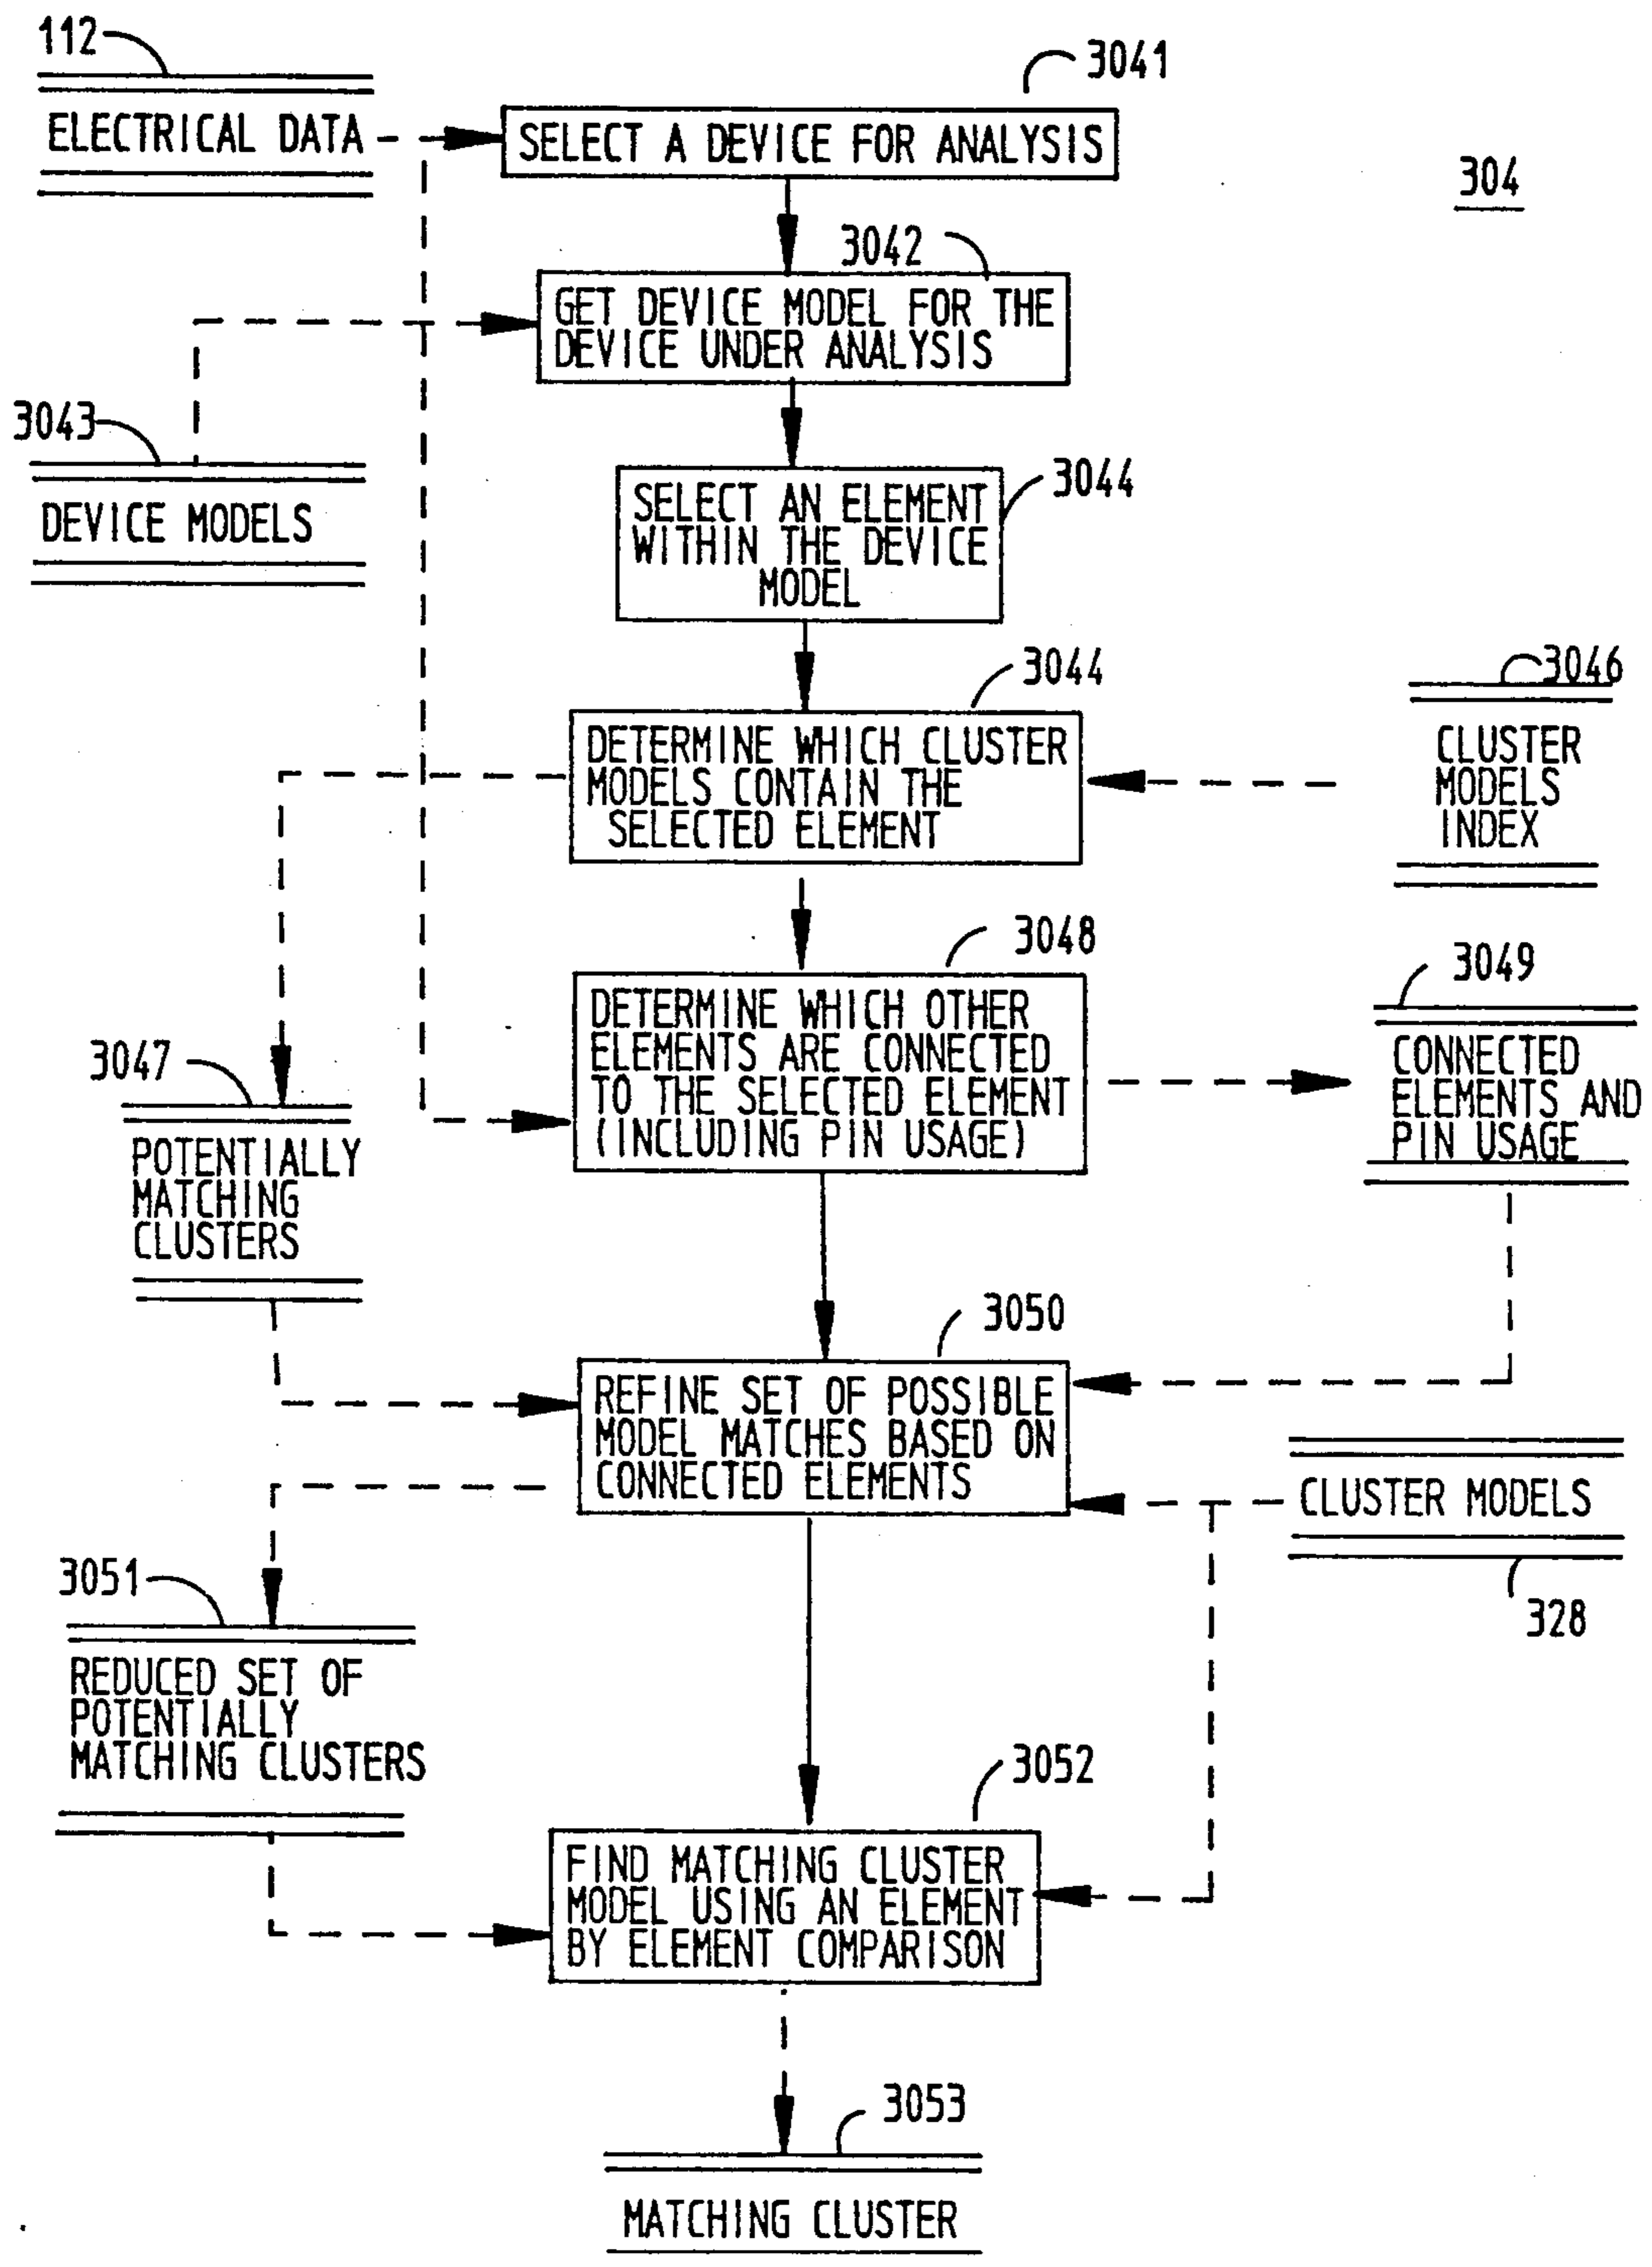 112
3041
ELECTRICAL DATA
SELECT A DEVICE FOR ANALYSIS
304
3042
GET DEVICE MODEL FOR THE
DEVICE UNDER ANALYSIS
3043
DEVICE MODELS
3044
SELECT AN ELEMENT
WITHIN THE DEVICE
MODEL
3044
3046
DETERMINE WHICH CLUSTER
MODELS CONTAIN THE
SELECTED ELEMENT
CLUSTER
MODELS
INDEX
3048
3049
DETERMINE WHICH OTHER
ELEMENTS ARE CONNECTED
TO THE SELECTED ELEMENT
(INCLUDING PIN USAGE)
CONNECTED
ELEMENTS AND
PIN USAGE
3047
POTENTIALLY
MATCHING
CLUSTERS
3050
REFINE SET OF POSSIBLE
MODEL MATCHES BASED ON
CONNECTED ELEMENTS
CLUSTER MODELS
328
3051
REDUCED SET OF
POTENTIALLY
MATCHING CLUSTERS
3052
FIND MATCHING CLUSTER
MODEL USING AN ELEMENT
BY ELEMENT COMPARISON
3053
MATCHING CLUSTER